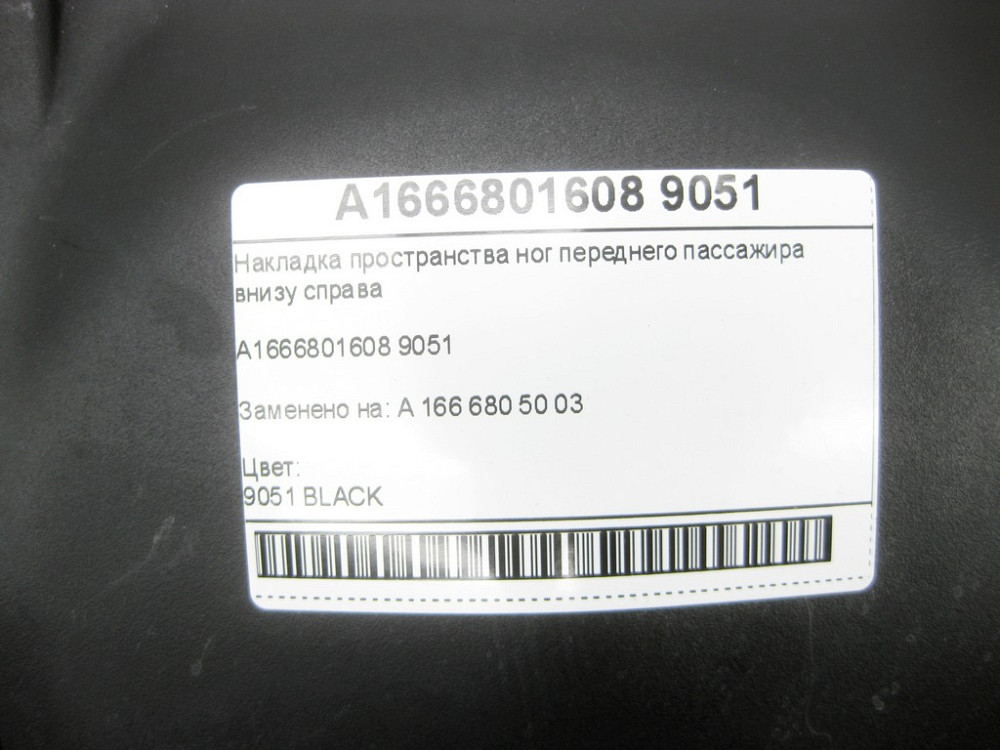 A1666801608 9051
Накладка пространства ног переднего пассажира
внизу справа
A1666801608 9051
Заменено на: A 166 680 50 03
Цвет:
9051 BLACK